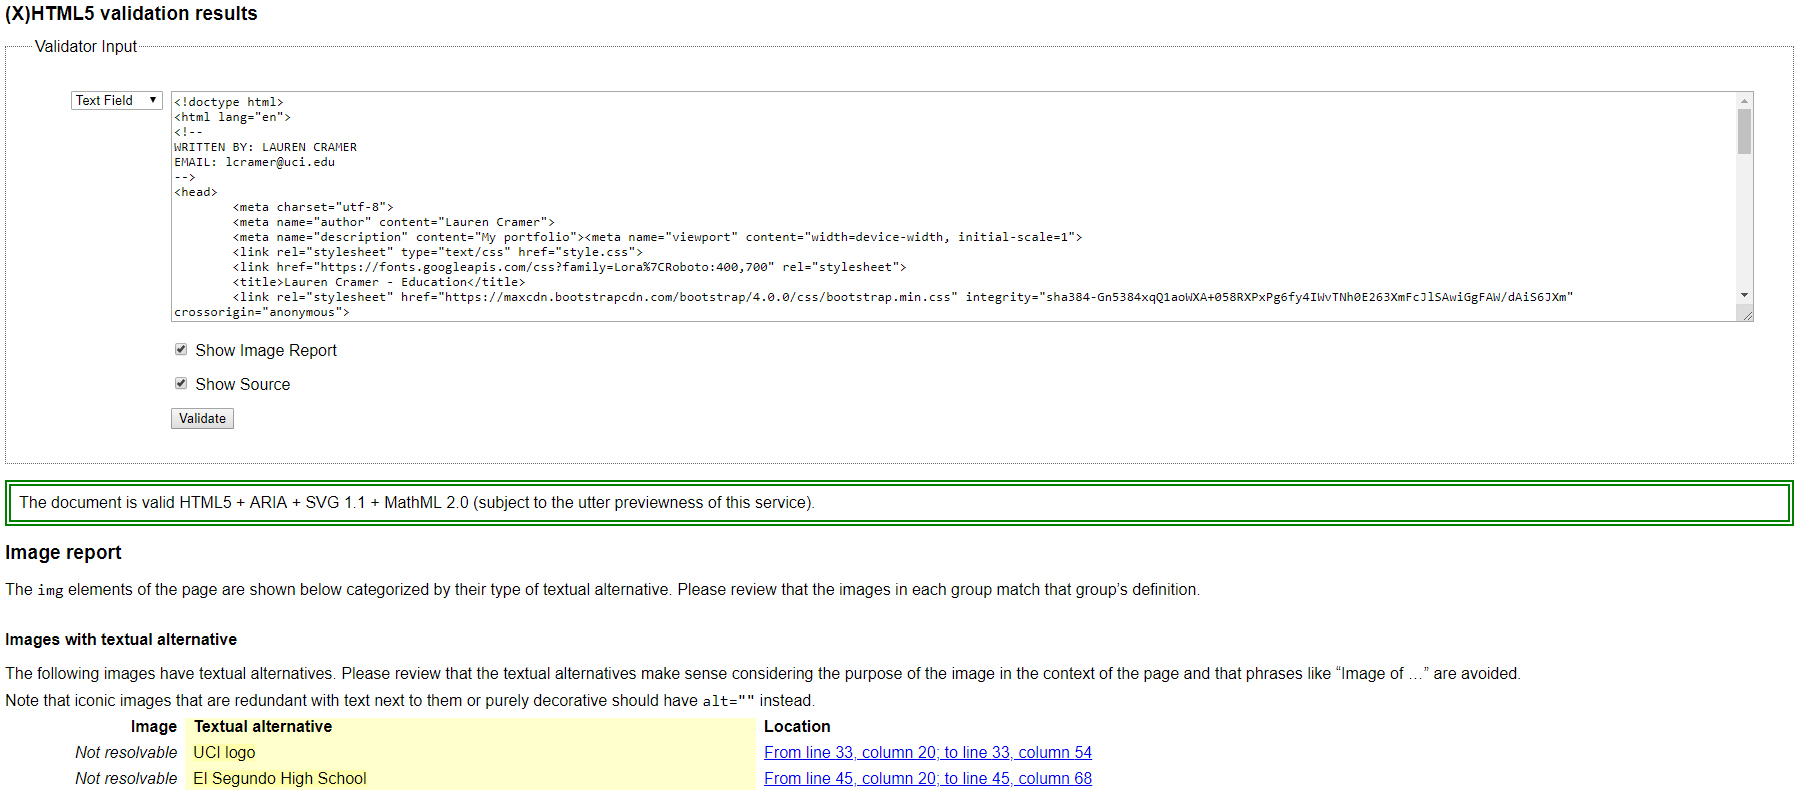 (X)HTML5 validation results
Validator Input
Text Field
<!doctype html>
<html lang="en">
<!--
WRITTEN BY: LAUREN CRAMER
EMAIL: lcramer@uci.edu
-->
<head>
<meta charset="utf-8">
<meta name="author" content="Lauren Cramer">
<meta name="description" content="My portfolio"><meta name="viewport" content="width=device-width, initial-scale=1">
<link rel="stylesheet" type="text/css" href="style.css">
<link href="https://fonts.googleapis.com/css?family=Lora%7CRoboto:400,700" rel="stylesheet">
<title>Lauren Cramer - Education</title>
<link rel="stylesheet" href="https://maxcdn.bootstrapcdn.com/bootstrap/4.0.0/css/bootstrap.min.css" integrity="sha384-Gn5384xqQ1aoWXA+058RXPxPg6fy4IWvTNh0E263XmFcJlSAwiGgFAW/dAiS6JXm"
crossorigin="anonymous">
Show Image Report
Show Source
Validate
The document is valid HTML5 + ARIA + SVG 1.1 + MathML 2.0 (subject to the utter previewness of this service).
Image report
The img elements of the page are shown below categorized by their type of textual alternative. Please review that the images in each group match that group’s definition.
Images with textual alternative
The following images have textual alternatives. Please review that the textual alternatives make sense considering the purpose of the image in the context of the page and that phrases like “Image of …” are avoided.
Note that iconic images that are redundant with text next to them or purely decorative should have alt="" instead.
Image Textual alternative Location
Not resolvable UCI logo From line 33, column 20; to line 33, column 54
Not resolvable El Segundo High School From line 45, column 20; to line 45, column 68